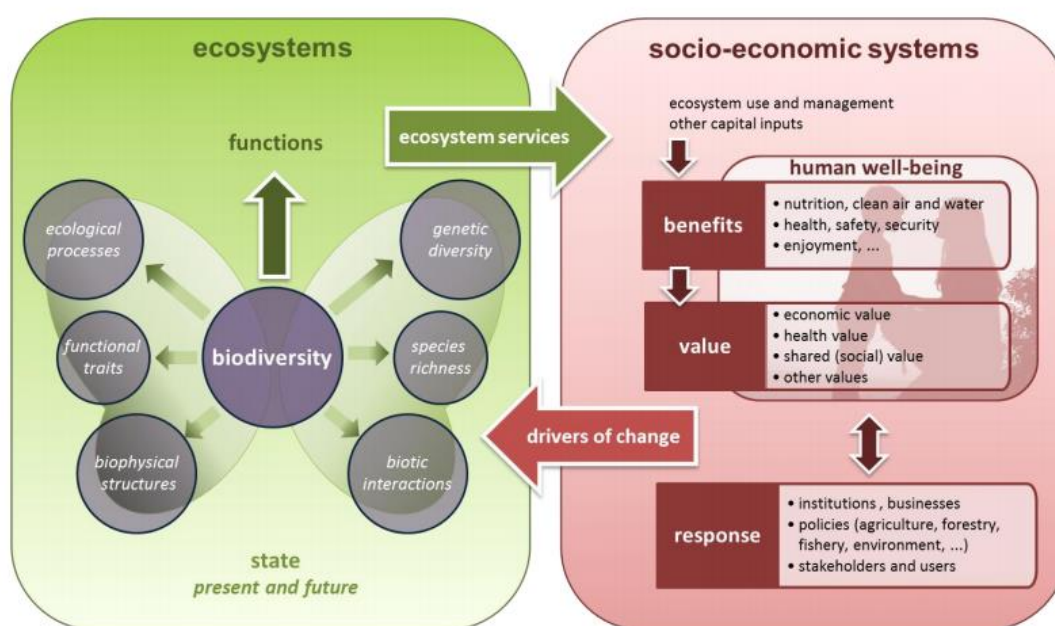 ecosystems
functions
ecological
processes
genetic
diversity
functional
traits
biodiversity
species
richness
biophysical
structures
biotic
interactions
state
present and future
ecosystem services
drivers of change
socio-economic systems
ecosystem use and management
other capital inputs
human well-being
benefits
• nutrition, clean air and water
• health, safety, security
• enjoyment, ...
value
• economic value
• health value
• shared (social) value
• other values
response
• institutions , businesses
• policies (agriculture, forestry,
fishery, environment, ...)
• stakeholders and users